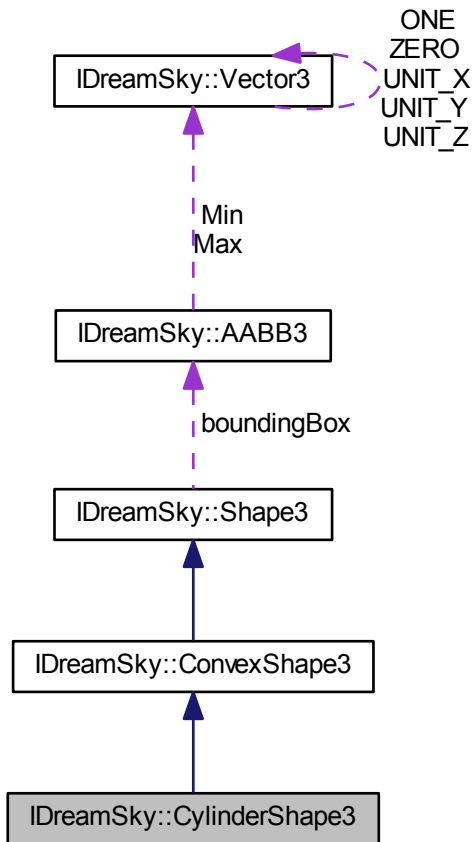 ONE
ZERO
IDreamSky::Vector3
UNIT_X
UNIT_Y
UNIT_Z
Min
Max
IDreamSky::AABB3
boundingBox
IDreamSky::Shape3
IDreamSky::ConvexShape3
IDreamSky::CylinderShape3